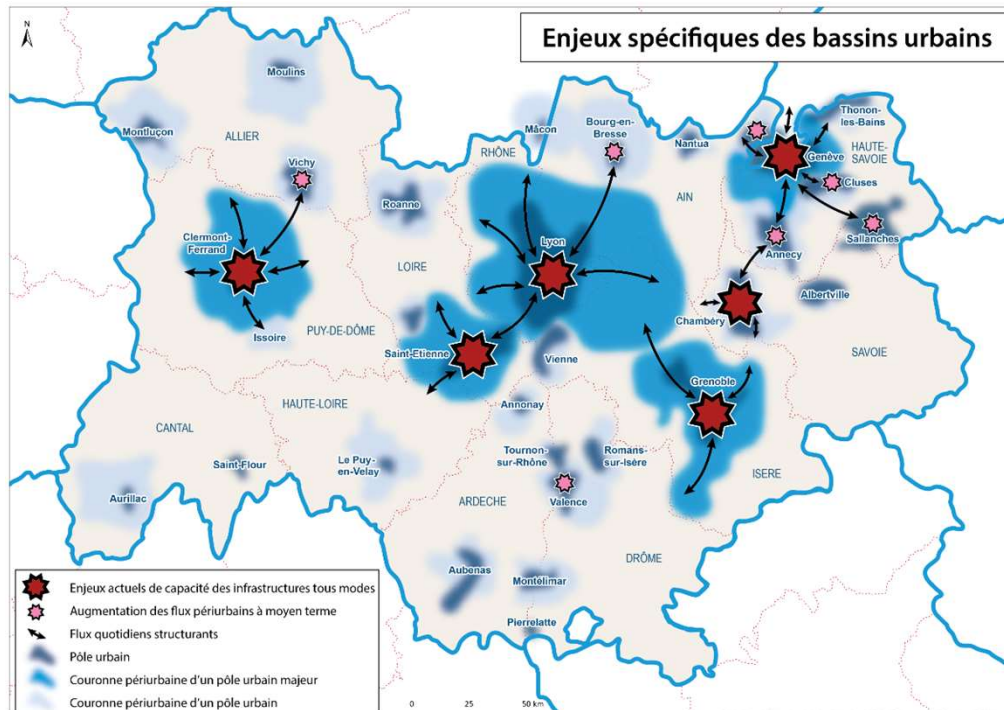 N
Enjeux spécifiques des bassins urbains
Moulins
Montluçon
ALLIER
Vichy
Mâcon
Bourg-en-
Bresse
RHÔNE
Nantua
Thonon-
les-Bains
Genève
HAUTE-
SAVOIE
Cluses
Roanne
AIN
Sallanches
Clermont-
Ferrand
Lyon
Annecy
LOIRE
Albertville
Chambéry
Issoire
PUY-DE-DÔME
Saint-Etienne
Vienne
SAVOIE
Grenoble
HAUTE-LOIRE
Annonay
CANTAL
Saint-Flour
Le Puy-
en-Velay
Tournon-
sur-Rhône
Romans-
sur-Isère
ISERE
Aurillac
ARDECHE
Valence
DRÔME
Aubenas
Montélimar
Pierrelatte
Enjeux actuels de capacité des infrastructures tous modes
Augmentation des flux périurbains à moyen terme
Flux quotidiens structurants
Pôle urbain
Couronne périurbaine d'un pôle urbain majeur
Couronne périurbaine d'un pôle urbain
0 25 50 km